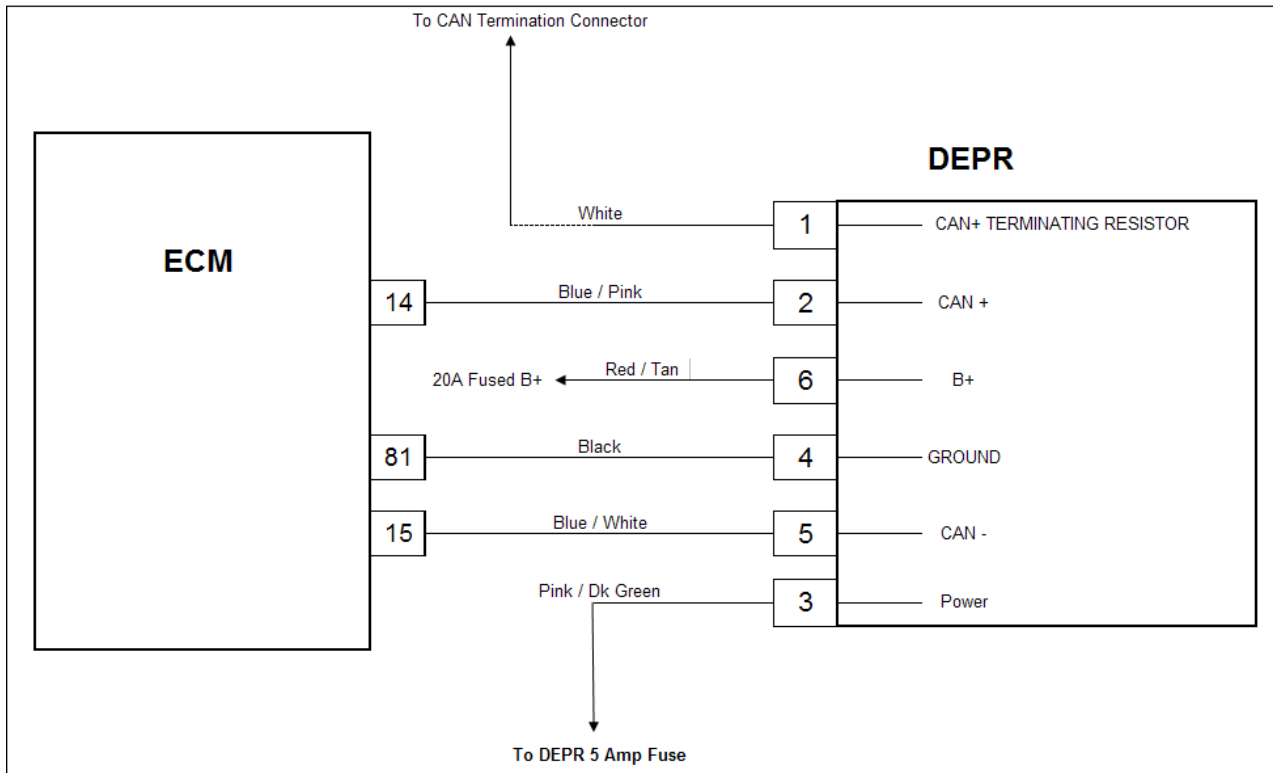 To CAN Termination Connector
DEPR
ECM
White
1
CAN+ TERMINATING RESISTOR
14
Blue / Pink
2
CAN +
20A Fused B+
Red / Tan
6
B+
81
Black
4
GROUND
15
Blue / White
5
CAN -
Pink / Dk Green
3
Power
To DEPR 5 Amp Fuse